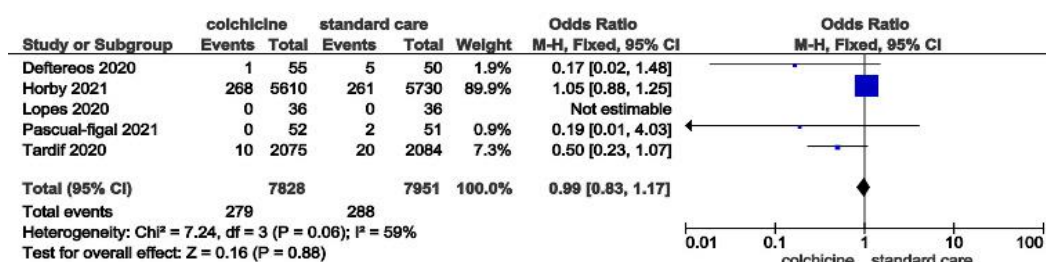 colchicine standard care Odds Ratio Odds Ratio
Study or Subgroup Events Total Events Total Weight M-H, Fixed, 95% CI M-H, Fixed, 95% CI
Deftereos 2020 1 55 5 50 1.9% 0.17 [0.02, 1.48]
Horby 2021 268 5610 261 5730 89.9% 1.05 [0.88, 1.25]
Lopes 2020 0 36 0 36 Not estimable
Pascual-figal 2021 0 52 2 51 0.9% 0.19 [0.01, 4.03]
Tardif 2020 10 2075 20 2084 7.3% 0.50 [0.23, 1.07]
Total (95% CI) 7828 7951 100.0% 0.99 [0.83, 1.17]
Total events 279 288
Heterogeneity: Chi² = 7.24, df = 3 (P = 0.06); I² = 59%
Test for overall effect: Z = 0.16 (P = 0.88)
0.01 0.1 1 10 100
colchicine standard care